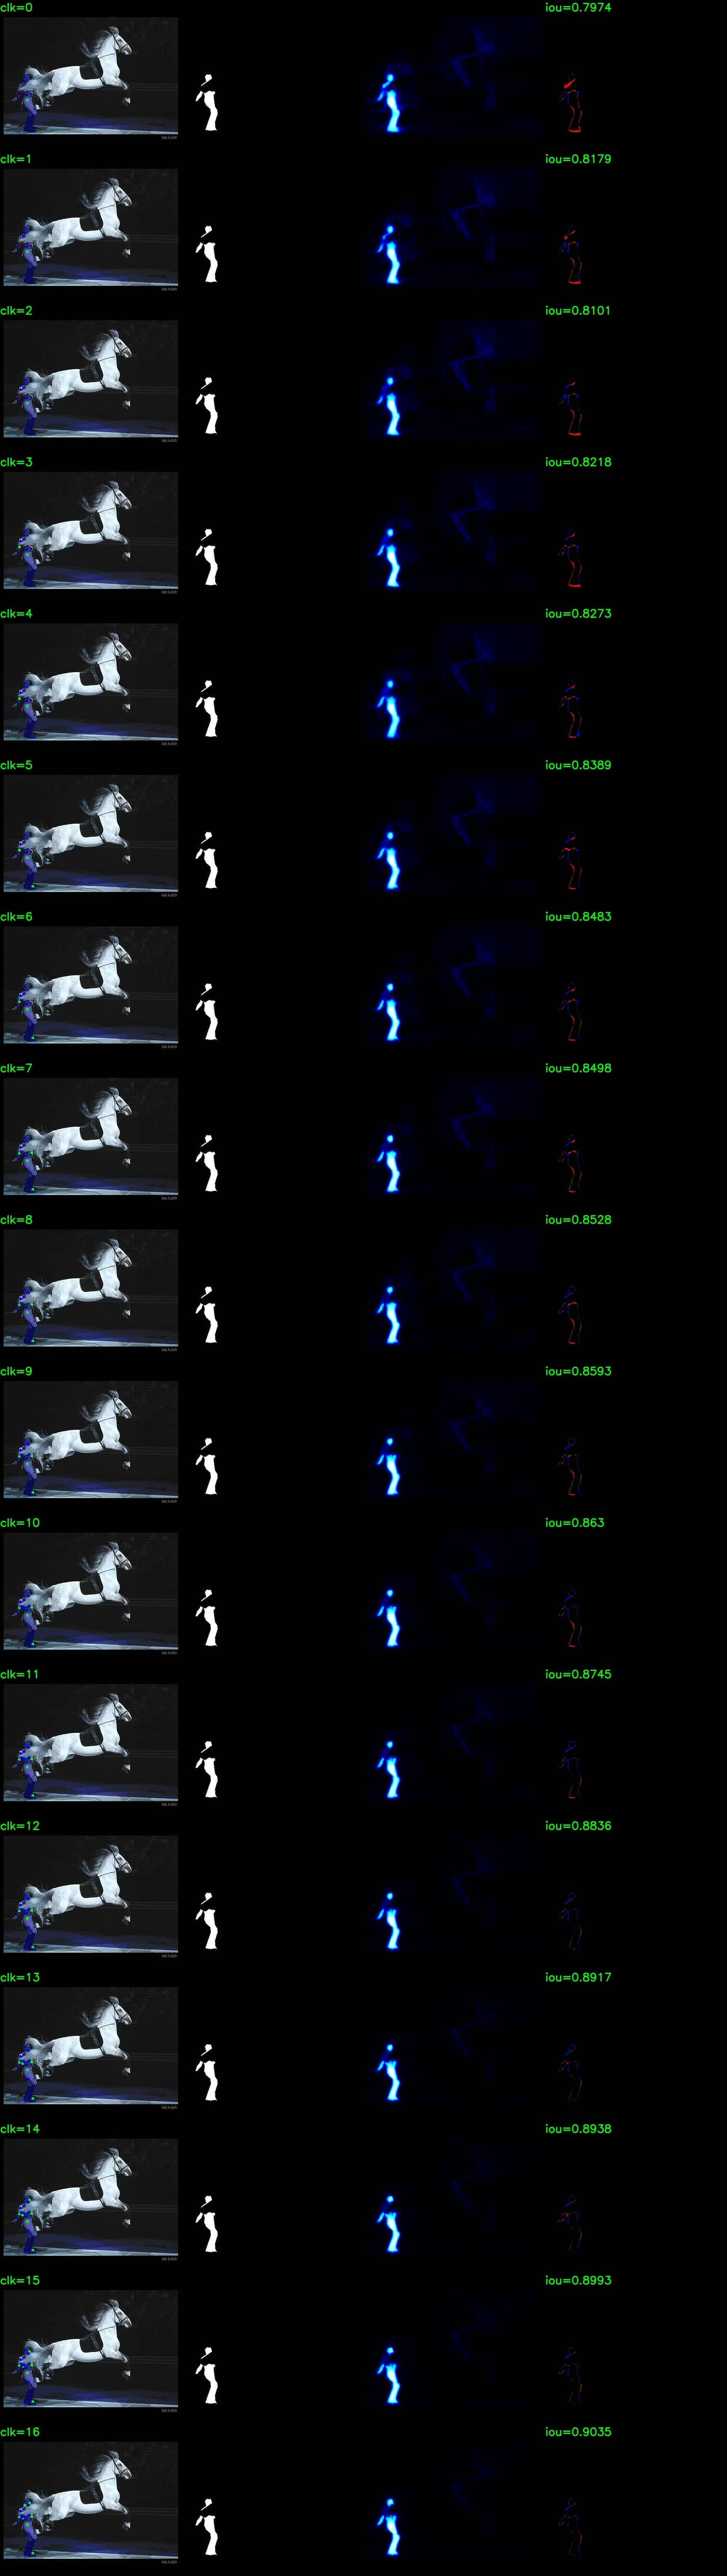 clk=0 iou=0.7974
clk=1 iou=0.8179
clk=2 iou=0.8101
clk=3 iou=0.8218
clk=4 iou=0.8273
clk=5 iou=0.8389
clk=6 iou=0.8483
clk=7 iou=0.8498
clk=8 iou=0.8528
clk=9 iou=0.8593
clk=10 iou=0.863
clk=11 iou=0.8745
clk=12 iou=0.8836
clk=13 iou=0.8917
clk=14 iou=0.8938
clk=15 iou=0.8993
clk=16 iou=0.9035